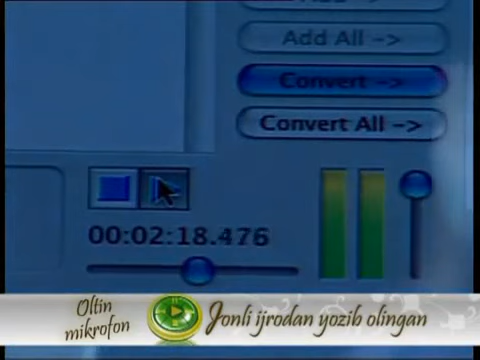 Add All ->
Convert ->
Convert All ->
00:02:18.476
Oltin
mikrofon
Jonli ijrodan yozib olingan